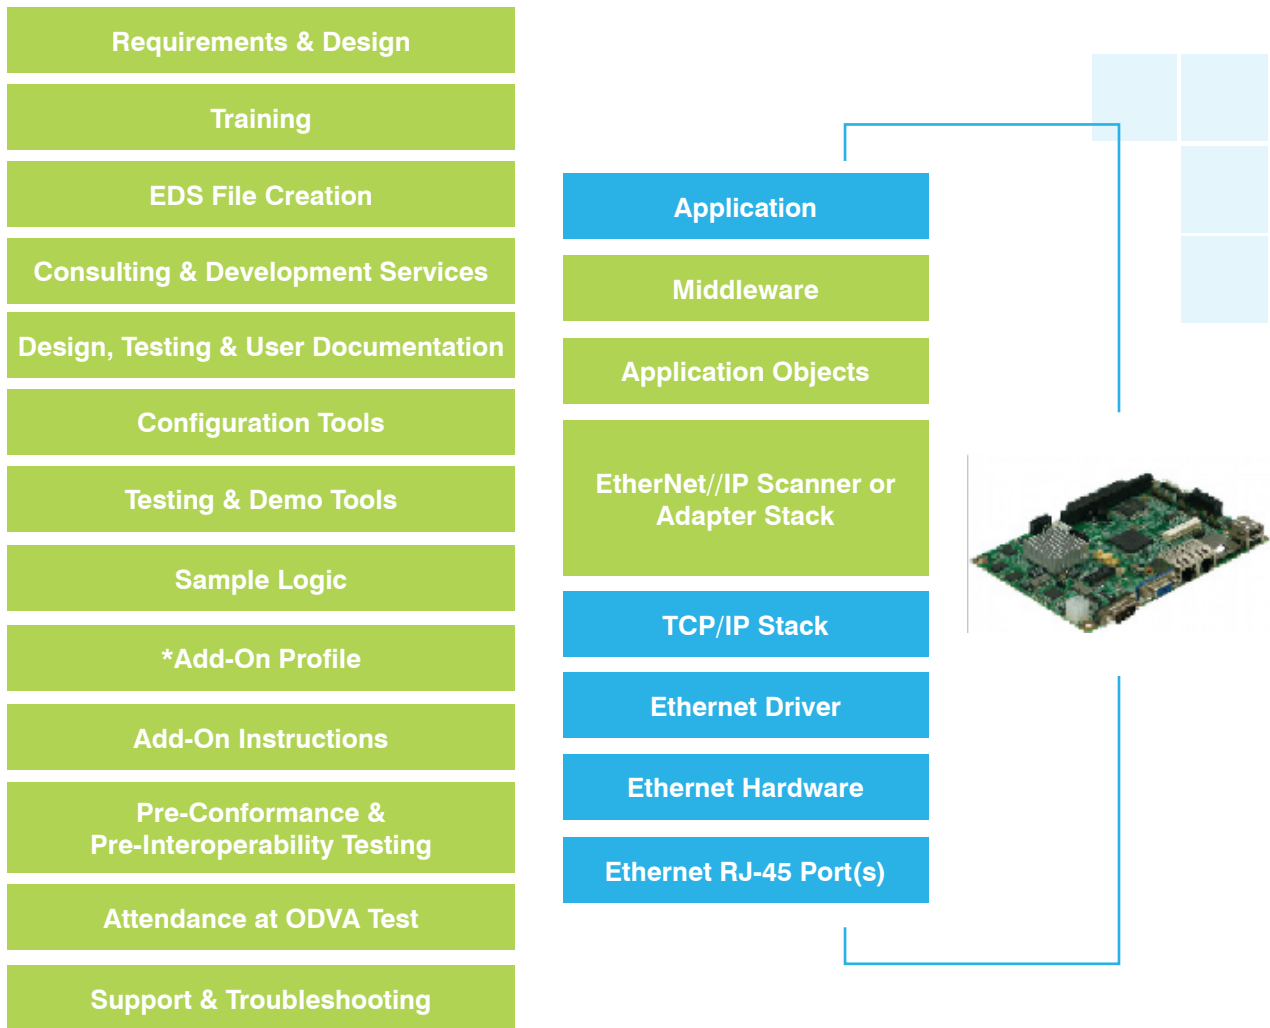 Requirements & Design
Training
EDS File Creation
Consulting & Development Services
Design, Testing & User Documentation
Configuration Tools
Testing & Demo Tools
Sample Logic
*Add-On Profile
Add-On Instructions
Pre-Conformance &
Pre-Interoperability Testing
Attendance at ODVA Test
Support & Troubleshooting
Application
Middleware
Application Objects
EtherNet//IP Scanner or
Adapter Stack
TCP/IP Stack
Ethernet Driver
Ethernet Hardware
Ethernet RJ-45 Port(s)